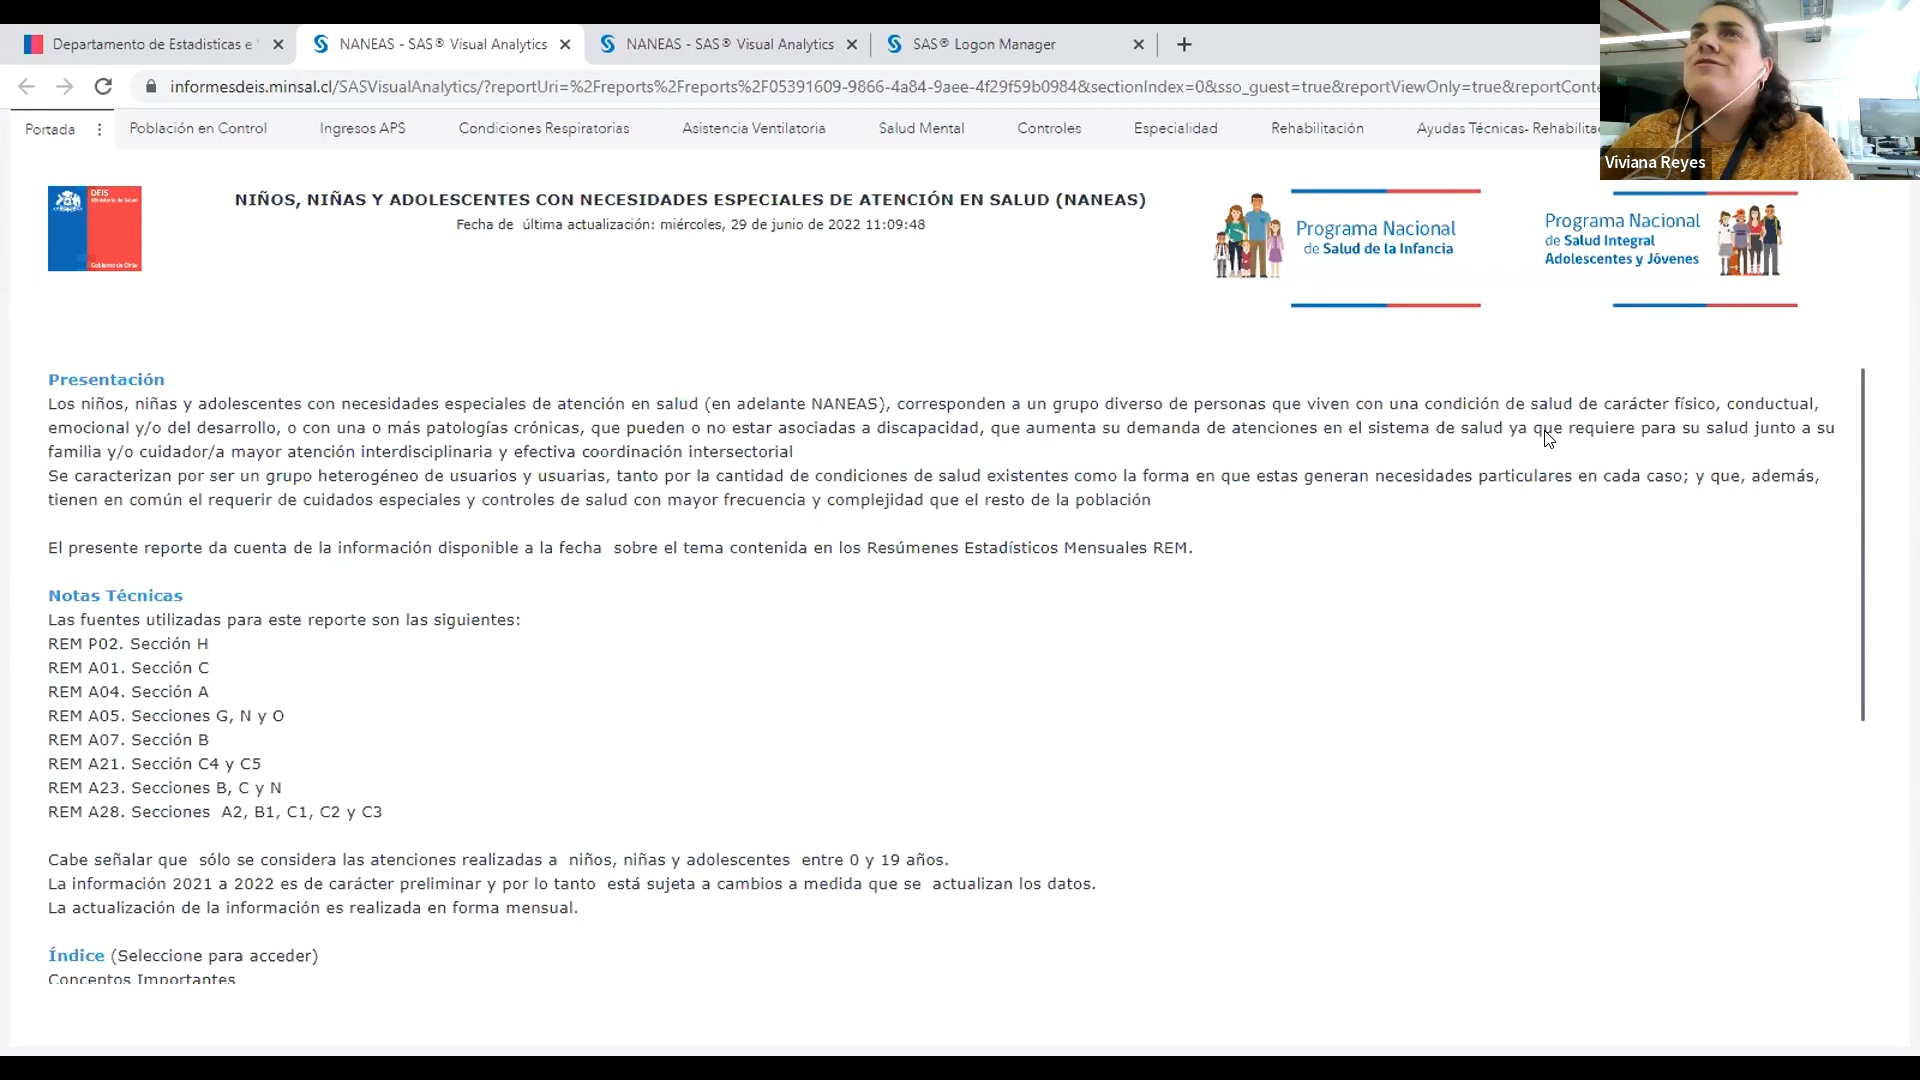 Departamento de Estadisticas e
NANEAS - SAS® Visual Analytics
NANEAS - SAS® Visual Analytics
SAS® Logon Manager
informesdeis.minsal.cl/SASVisualAnalytics/?reportUri=%2Freports%2Freports%2F05391609-9866-4a84-9aee-4f29f59b0984&sectionIndex=0&sso_guest=true&reportViewOnly=true&reportConte
Viviana Reyes
Portada
Población en Control
Ingresos APS
Condiciones Respiratorias
Asistencia Ventilatoria
Salud Mental
Controles
Especialidad
Rehabilitación
Ayudas Técnicas- Rehabilita
DEIS
Ministerio de Salud
Gobierno de Chile
NIÑOS, NIÑAS Y ADOLESCENTES CON NECESIDADES ESPECIALES DE ATENCIÓN EN SALUD (NANEAS)
Fecha de última actualización: miércoles, 29 de junio de 2022 11:09:48
Programa Nacional
de Salud de la Infancia
Programa Nacional
de Salud Integral
Adolescentes y Jóvenes
Presentación
Los niños, niñas y adolescentes con necesidades especiales de atención en salud (en adelante NANEAS), corresponden a un grupo diverso de personas que viven con una condición de salud de carácter físico, conductual,
emocional y/o del desarrollo, o con una o más patologías crónicas, que pueden o no estar asociadas a discapacidad, que aumenta su demanda de atenciones en el sistema de salud ya que requiere para su salud junto a su
familia y/o cuidador/a mayor atención interdisciplinaria y efectiva coordinación intersectorial
Se caracterizan por ser un grupo heterogéneo de usuarios y usuarias, tanto por la cantidad de condiciones de salud existentes como la forma en que estas generan necesidades particulares en cada caso; y que, además,
tienen en común el requerir de cuidados especiales y controles de salud con mayor frecuencia y complejidad que el resto de la población
El presente reporte da cuenta de la información disponible a la fecha sobre el tema contenida en los Resúmenes Estadísticos Mensuales REM.
Notas Técnicas
Las fuentes utilizadas para este reporte son las siguientes:
REM P02. Sección H
REM A01. Sección C
REM A04. Sección A
REM A05. Secciones G, N y O
REM A07. Sección B
REM A21. Sección C4 y C5
REM A23. Secciones B, C y N
REM A28. Secciones A2, B1, C1, C2 y C3
Cabe señalar que sólo se considera las atenciones realizadas a niños, niñas y adolescentes entre 0 y 19 años.
La información 2021 a 2022 es de carácter preliminar y por lo tanto está sujeta a cambios a medida que se actualizan los datos.
La actualización de la información es realizada en forma mensual.
Índice (Seleccione para acceder)
Conceptos Importantes